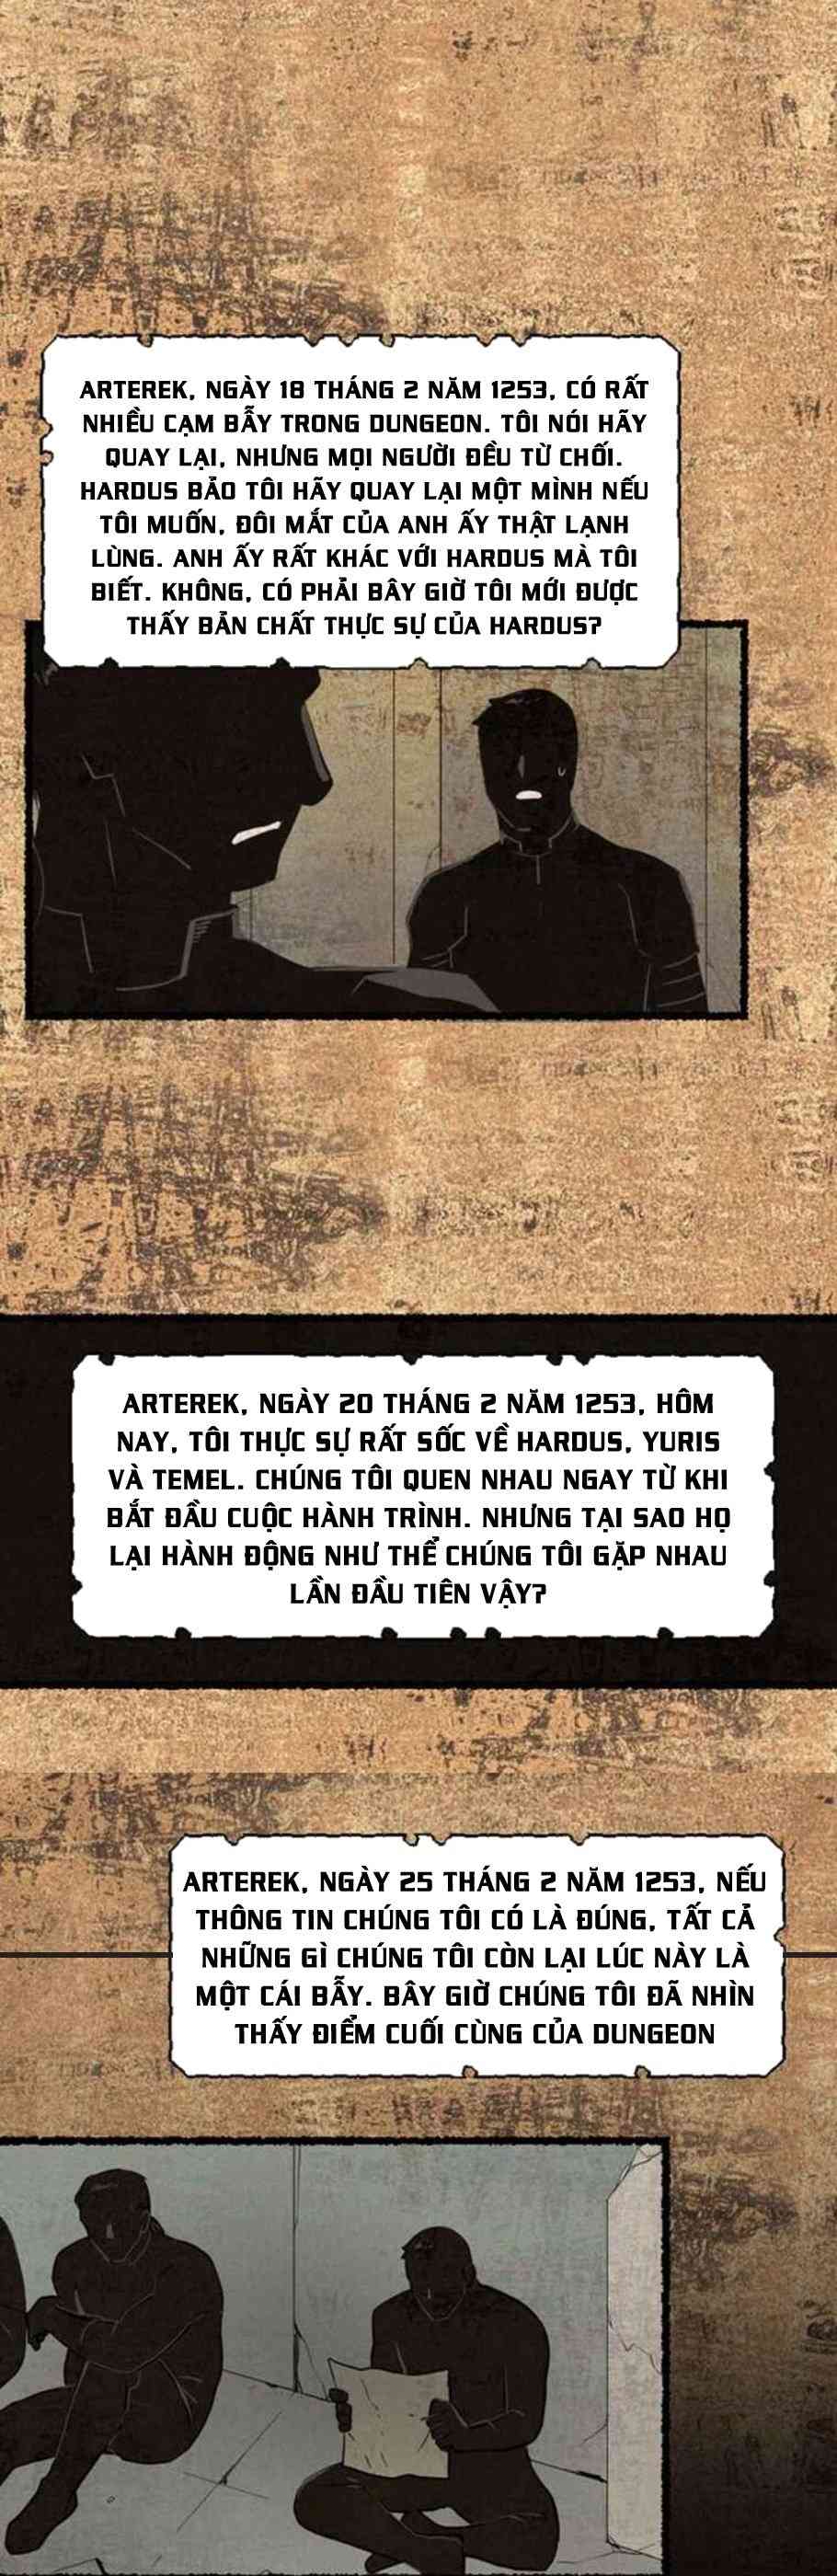 ARTEREK, NGÀY 18 THÁNG 2 NĂM 1253, CÓ RẤT
NHIỀU CẠM BẪY TRONG DUNGEON. TÔI NÓI HÃY
QUAY LẠI, NHƯNG MỌI NGƯỜI ĐỀU TỪ CHỐI.
HARDUS BẢO TÔI HÃY QUAY LẠI MỘT MÌNH NẾU
TÔI MUỐN, ĐÔI MẮT CỦA ANH ẤY THẬT LẠNH
LÙNG. ANH ẤY RẤT KHÁC VỚI HARDUS MÀ TÔI
BIẾT. KHÔNG, CÓ PHẢI BÂY GIỜ TÔI MỚI ĐƯỢC
THẤY BẢN CHẤT THỰC SỰ CỦA HARDUS?
ARTEREK, NGÀY 20 THÁNG 2 NĂM 1253, HÔM
NAY, TÔI THỰC SỰ RẤT SỐC VỀ HARDUS, YURIS
VÀ TEMEL. CHÚNG TÔI QUEN NHAU NGAY TỪ KHI
BẮT ĐẦU CUỘC HÀNH TRÌNH. NHƯNG TẠI SAO HỌ
LẠI HÀNH ĐỘNG NHƯ THỂ CHÚNG TÔI GẶP NHAU
LẦN ĐẦU TIÊN VẬY?
ARTEREK, NGÀY 25 THÁNG 2 NĂM 1253, NẾU
THÔNG TIN CHÚNG TÔI CÓ LÀ ĐÚNG, TẤT CẢ
NHỮNG GÌ CHÚNG TÔI CÒN LẠI LÚC NÀY LÀ
MỘT CÁI BẪY. BÂY GIỜ CHÚNG TÔI ĐÃ NHÌN
THẤY ĐIỂM CUỐI CÙNG CỦA DUNGEON